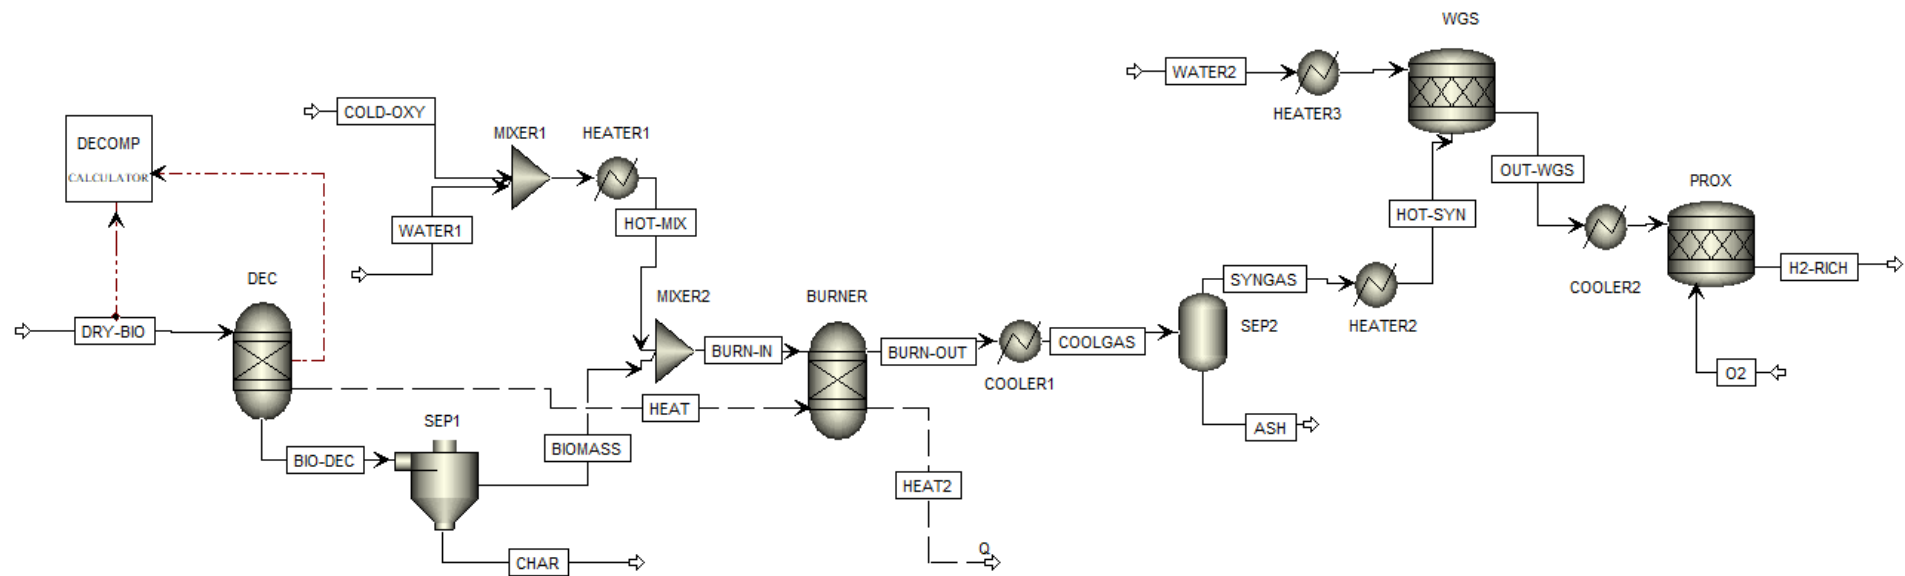 WGS
WATER2
HEATER3
COLD-OXY
MIXER1
HEATER1
DECOMP
CALCULATOR
OUT-WGS
PROX
HOT-SYN
WATER1
HOT-MIX
H2-RICH
COOLER2
DEC
MIXER2
BURNER
SYNGAS
SEP2
HEATER2
DRY-BIO
BURN-IN
BURN-OUT
COOLGAS
COOLER1
O2
HEAT
SEP1
ASH
BIOMASS
BIO-DEC
HEAT2
Q
CHAR